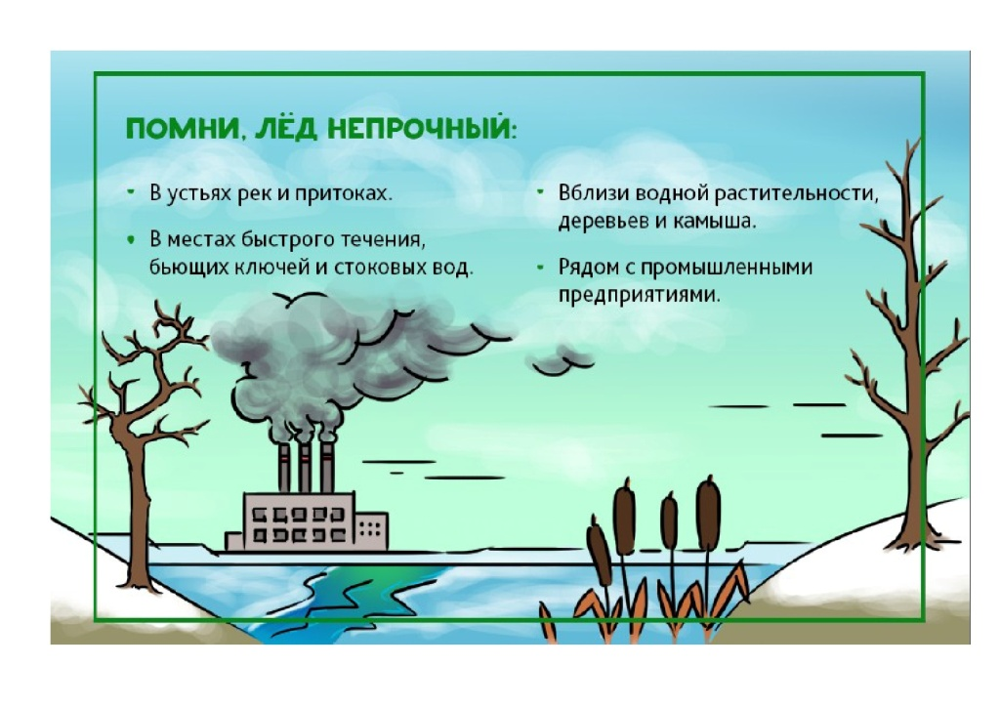 ПОМНИ, ЛЁД НЕПРОЧНЫЙ:
• В устьях рек и притоках.
• В местах быстрого течения,
бьющих ключей и стоковых вод.
• Вблизи водной растительности,
деревьев и камыша.
• Рядом с промышленными
предприятиями.